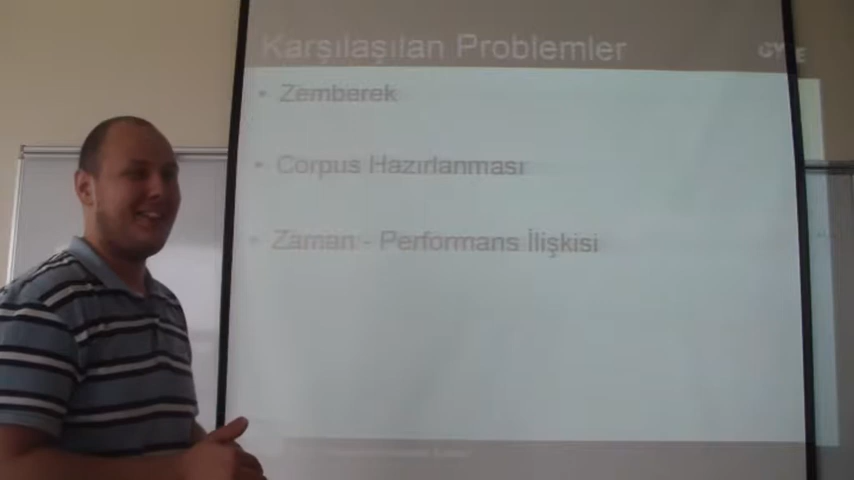 Karşılaşılan Problemler
• Zemberek
• Corpus Hazırlanması
• Zaman - Performans İlişkisi